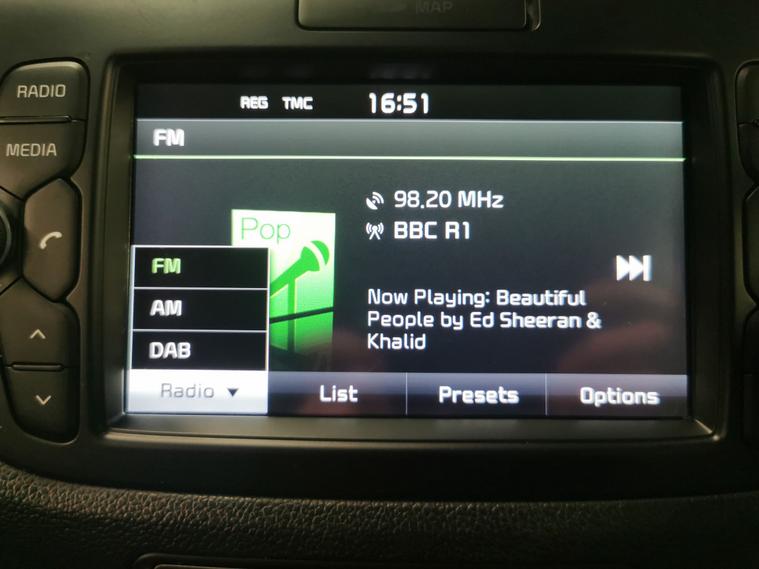 MAP
RADIO
MEDIA
REG TMC 16:51
FM
98.20 MHz
BBC R1
Pop
Now Playing: Beautiful
People by Ed Sheeran &
Khalid
FM
AM
DAB
Radio ▼ List Presets Options